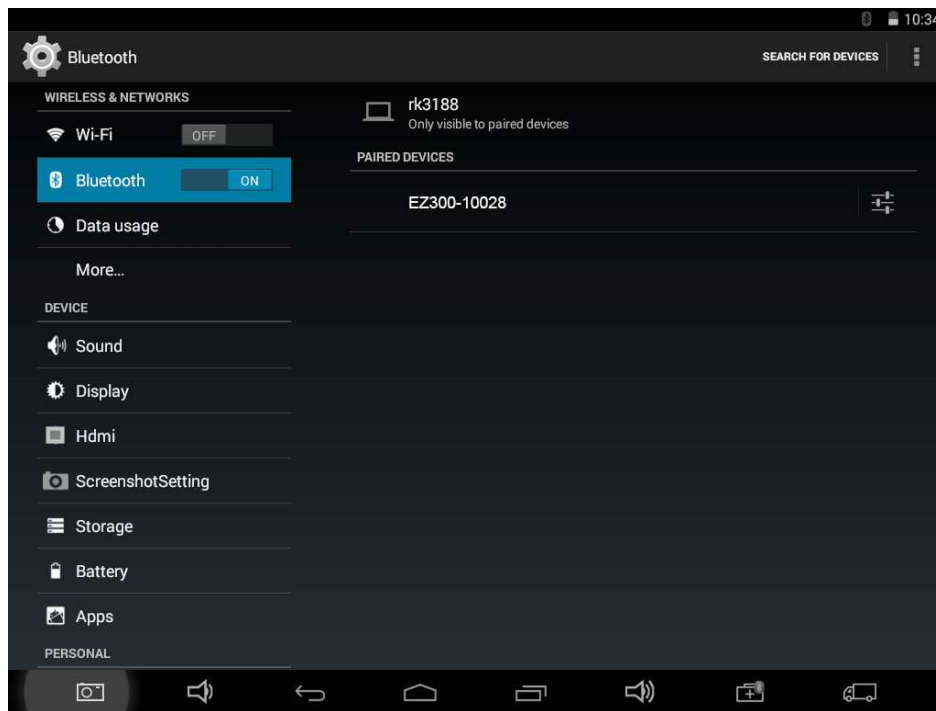 10:34
Bluetooth
SEARCH FOR DEVICES
WIRELESS & NETWORKS
Wi-Fi
OFF
Bluetooth
ON
Data usage
More...
DEVICE
Sound
Display
Hdmi
ScreenshotSetting
Storage
Battery
Apps
PERSONAL
rk3188
Only visible to paired devices
PAIRED DEVICES
EZ300-10028